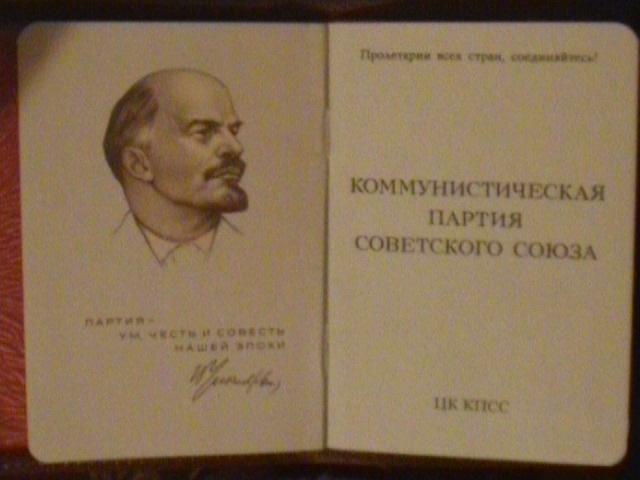 ПАРТИЯ –
УМ, ЧЕСТЬ И СОВЕСТЬ
НАШЕЙ ЭПОХИ
Пролетарии всех стран, соединяйтесь!
КОММУНИСТИЧЕСКАЯ
ПАРТИЯ
СОВЕТСКОГО СОЮЗА
ЦК КПСС